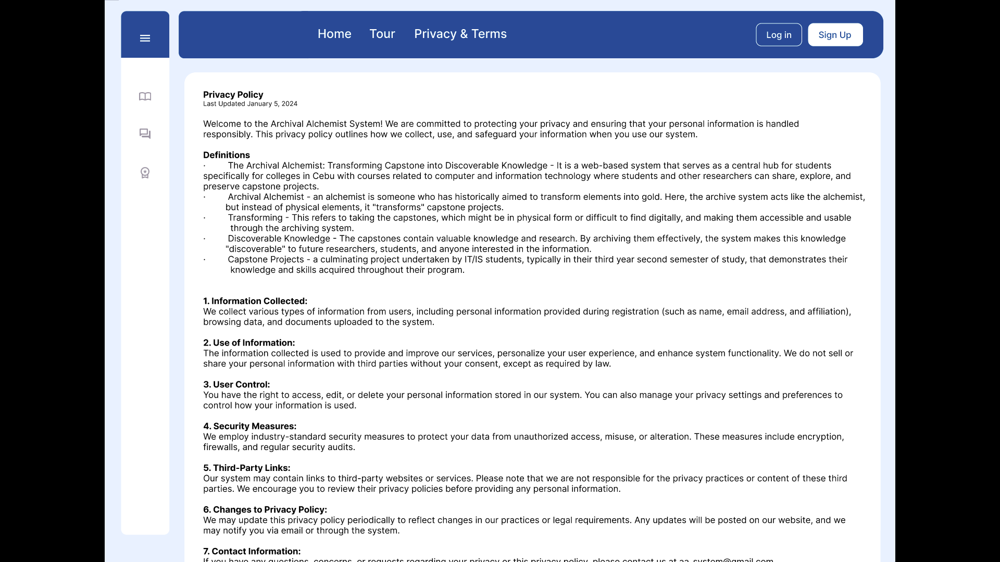 Home Tour Privacy & Terms Log in Sign Up
Privacy Policy
Last Updated January 5, 2024
Welcome to the Archival Alchemist System! We are committed to protecting your privacy and ensuring that your personal information is handled
responsibly. This privacy policy outlines how we collect, use, and safeguard your information when you use our system.
Definitions
· The Archival Alchemist: Transforming Capstone into Discoverable Knowledge - It is a web-based system that serves as a central hub for students
specifically for colleges in Cebu with courses related to computer and information technology where students and other researchers can share, explore, and
preserve capstone projects.
· Archival Alchemist - an alchemist is someone who has historically aimed to transform elements into gold. Here, the archive system acts like the alchemist,
but instead of physical elements, it "transforms" capstone projects.
· Transforming - This refers to taking the capstones, which might be in physical form or difficult to find digitally, and making them accessible and usable
through the archiving system.
· Discoverable Knowledge - The capstones contain valuable knowledge and research. By archiving them effectively, the system makes this knowledge
"discoverable" to future researchers, students, and anyone interested in the information.
· Capstone Projects - a culminating project undertaken by IT/IS students, typically in their third year second semester of study, that demonstrates their
knowledge and skills acquired throughout their program.
1. Information Collected:
We collect various types of information from users, including personal information provided during registration (such as name, email address, and affiliation),
browsing data, and documents uploaded to the system.
2. Use of Information:
The information collected is used to provide and improve our services, personalize your user experience, and enhance system functionality. We do not sell or
share your personal information with third parties without your consent, except as required by law.
3. User Control:
You have the right to access, edit, or delete your personal information stored in our system. You can also manage your privacy settings and preferences to
control how your information is used.
4. Security Measures:
We employ industry-standard security measures to protect your data from unauthorized access, misuse, or alteration. These measures include encryption,
firewalls, and regular security audits.
5. Third-Party Links:
Our system may contain links to third-party websites or services. Please note that we are not responsible for the privacy practices or content of these third
parties. We encourage you to review their privacy policies before providing any personal information.
6. Changes to Privacy Policy:
We may update this privacy policy periodically to reflect changes in our practices or legal requirements. Any updates will be posted on our website, and we
may notify you via email or through the system.
7. Contact Information:
If you have any questions, concerns, or requests regarding your privacy or this privacy policy, please contact us at aa_system@gmail.com